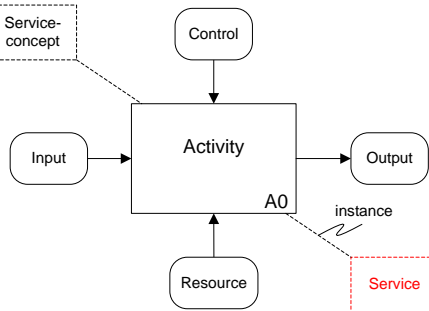 Service-
concept
Control
Input
Activity
Output
A0
instance
Resource
Service